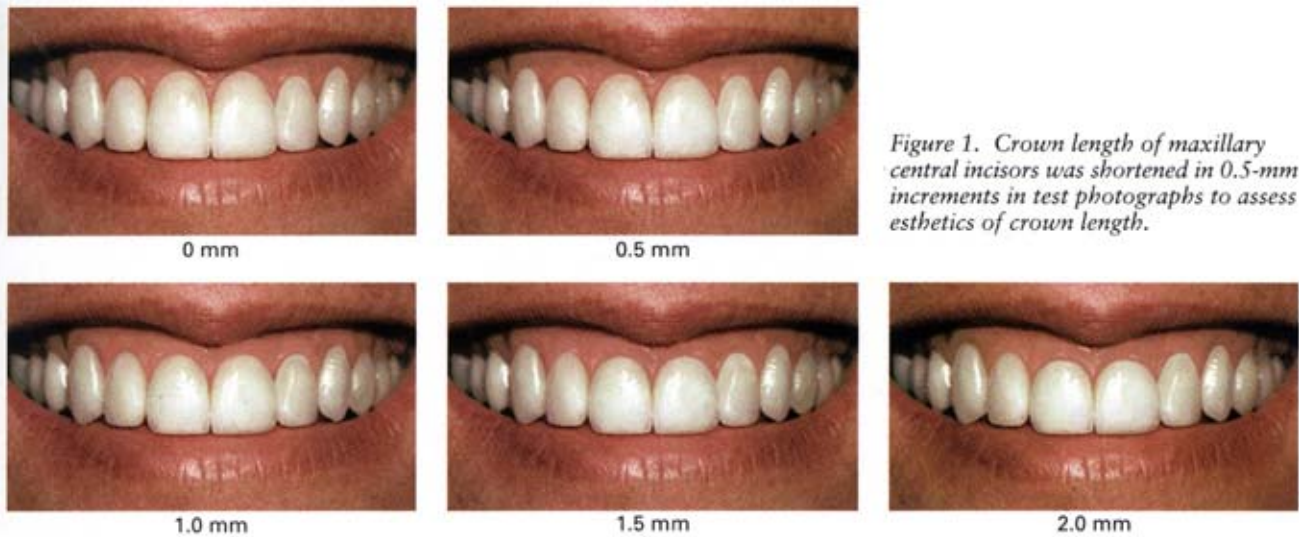 Figure 1. Crown length of maxillary
central incisors was shortened in 0.5-mm
increments in test photographs to assess
esthetics of crown length.
0 mm
0.5 mm
1.0 mm
1.5 mm
2.0 mm